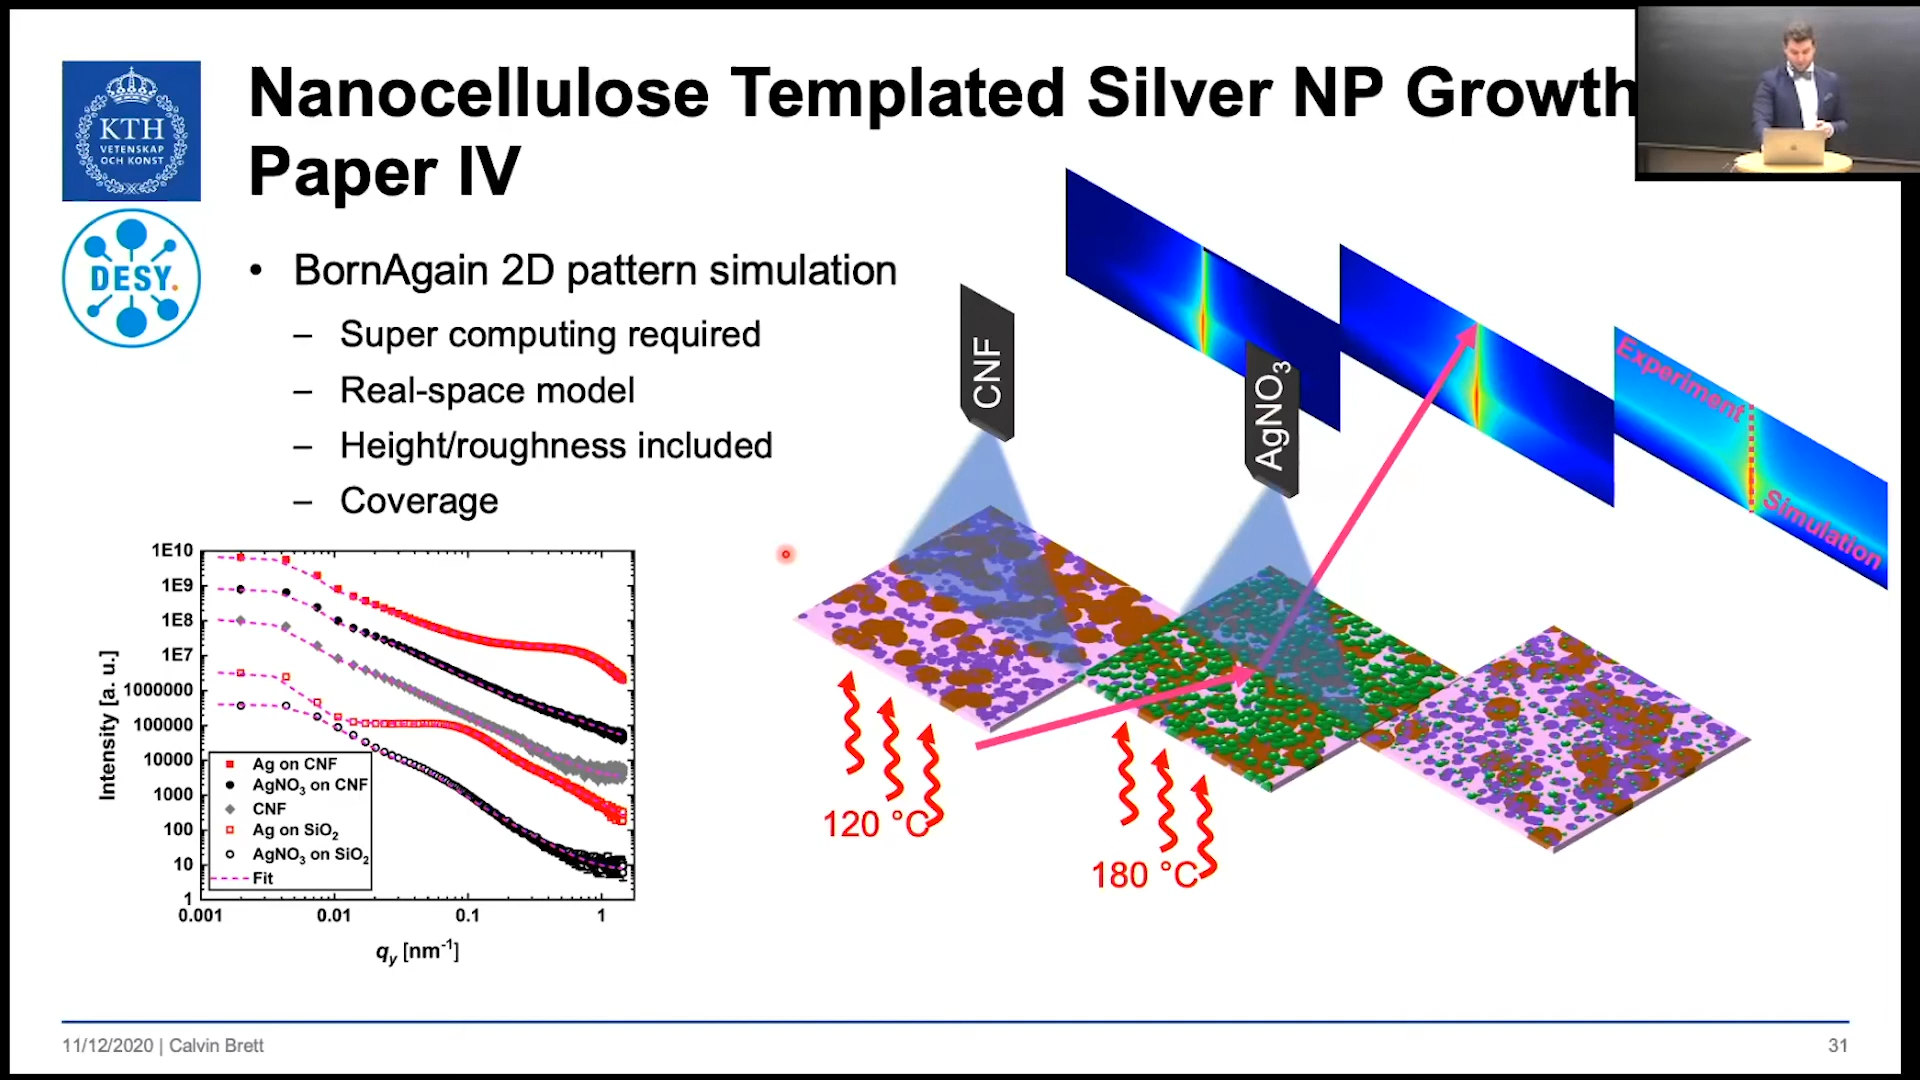 Nanocellulose Templated Silver NP Growth
Paper IV
KTH
VETENSKAP
OCH KONST
DESY.
• BornAgain 2D pattern simulation
– Super computing required
– Real-space model
– Height/roughness included
– Coverage
CNF
AgNO₃
Experiment
Simulation
120 °C
180 °C
1E10
1E9
1E8
1E7
1000000
100000
10000
1000
100
10
1
0.001
0.01
0.1
1
Intensity [a. u.]
qy [nm⁻¹]
Ag on CNF
AgNO₃ on CNF
CNF
Ag on SiO₂
AgNO₃ on SiO₂
Fit
11/12/2020 | Calvin Brett
31